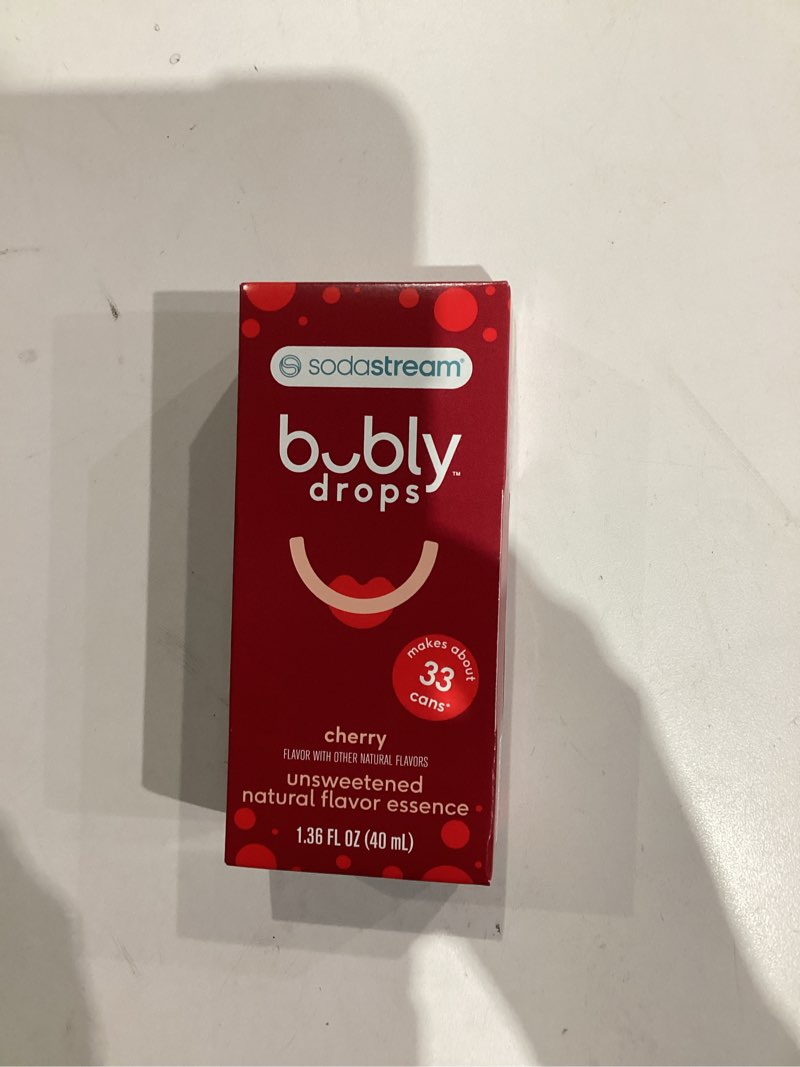 sodastream®
bubly™
drops
makes about
33
cans*
cherry
FLAVOR WITH OTHER NATURAL FLAVORS
unsweetened
natural flavor essence
1.36 FL OZ (40 mL)